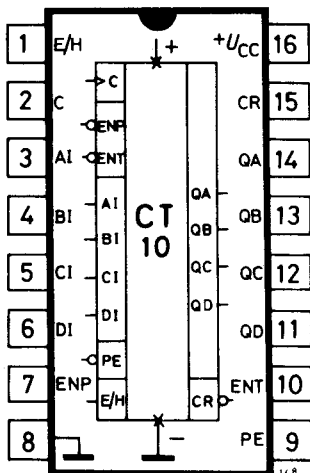 1 E/H + +UCC 16
C
2 C CR 15
ENP
3 AI ENT QA 14
AI QA
4 BI CT QB 13
BI 10 QB
5 CI CI QC QC 12
DI QD
6 DI QD 11
PE
7 ENP ENT 10
E/H CR
8 − PE 9